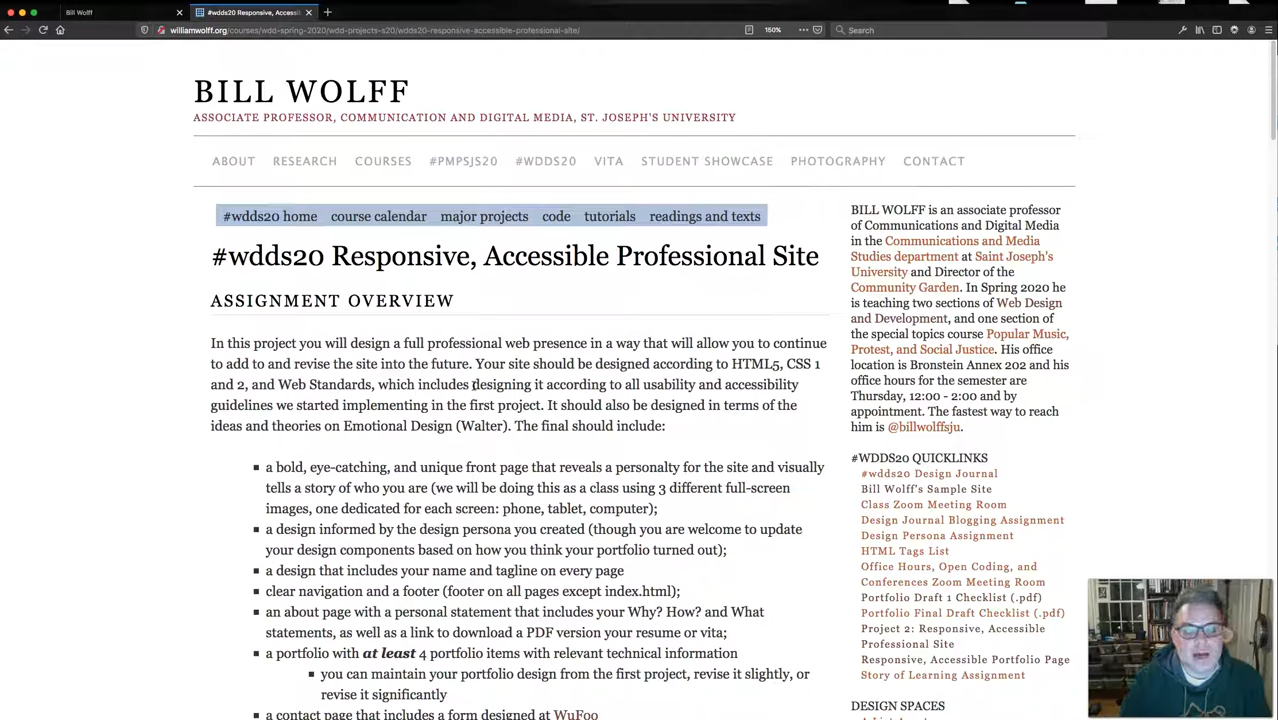 Bill Wolff
#wdds20 Responsive, Accessi
williamwolff.org/courses/wdd-spring-2020/wdd-projects-s20/wdds20-responsive-accessible-professional-site/
150%
Search
BILL WOLFF
ASSOCIATE PROFESSOR, COMMUNICATION AND DIGITAL MEDIA, ST. JOSEPH'S UNIVERSITY
ABOUT RESEARCH COURSES #PMPSJS20 #WDDS20 VITA STUDENT SHOWCASE PHOTOGRAPHY CONTACT
#wdds20 home course calendar major projects code tutorials readings and texts
#wdds20 Responsive, Accessible Professional Site
ASSIGNMENT OVERVIEW
In this project you will design a full professional web presence in a way that will allow you to continue
to add to and revise the site into the future. Your site should be designed according to HTML5, CSS 1
and 2, and Web Standards, which includes designing it according to all usability and accessibility
guidelines we started implementing in the first project. It should also be designed in terms of the
ideas and theories on Emotional Design (Walter). The final should include:
a bold, eye-catching, and unique front page that reveals a personalty for the site and visually
tells a story of who you are (we will be doing this as a class using 3 different full-screen
images, one dedicated for each screen: phone, tablet, computer);
a design informed by the design persona you created (though you are welcome to update
your design components based on how you think your portfolio turned out);
a design that includes your name and tagline on every page
clear navigation and a footer (footer on all pages except index.html);
an about page with a personal statement that includes your Why? How? and What
statements, as well as a link to download a PDF version your resume or vita;
a portfolio with at least 4 portfolio items with relevant technical information
you can maintain your portfolio design from the first project, revise it slightly, or
revise it significantly
a contact page that includes a form designed at WuFoo
BILL WOLFF is an associate professor
of Communications and Digital Media
in the Communications and Media
Studies department at Saint Joseph's
University and Director of the
Community Garden. In Spring 2020 he
is teaching two sections of Web Design
and Development, and one section of
the special topics course Popular Music,
Protest, and Social Justice. His office
location is Bronstein Annex 202 and his
office hours for the semester are
Thursday, 12:00 - 2:00 and by
appointment. The fastest way to reach
him is @billwolffsju.
#WDDS20 QUICKLINKS
#wdds20 Design Journal
Bill Wolff's Sample Site
Class Zoom Meeting Room
Design Journal Blogging Assignment
Design Persona Assignment
HTML Tags List
Office Hours, Open Coding, and
Conferences Zoom Meeting Room
Portfolio Draft 1 Checklist (.pdf)
Portfolio Final Draft Checklist (.pdf)
Project 2: Responsive, Accessible
Professional Site
Responsive, Accessible Portfolio Page
Story of Learning Assignment
DESIGN SPACES